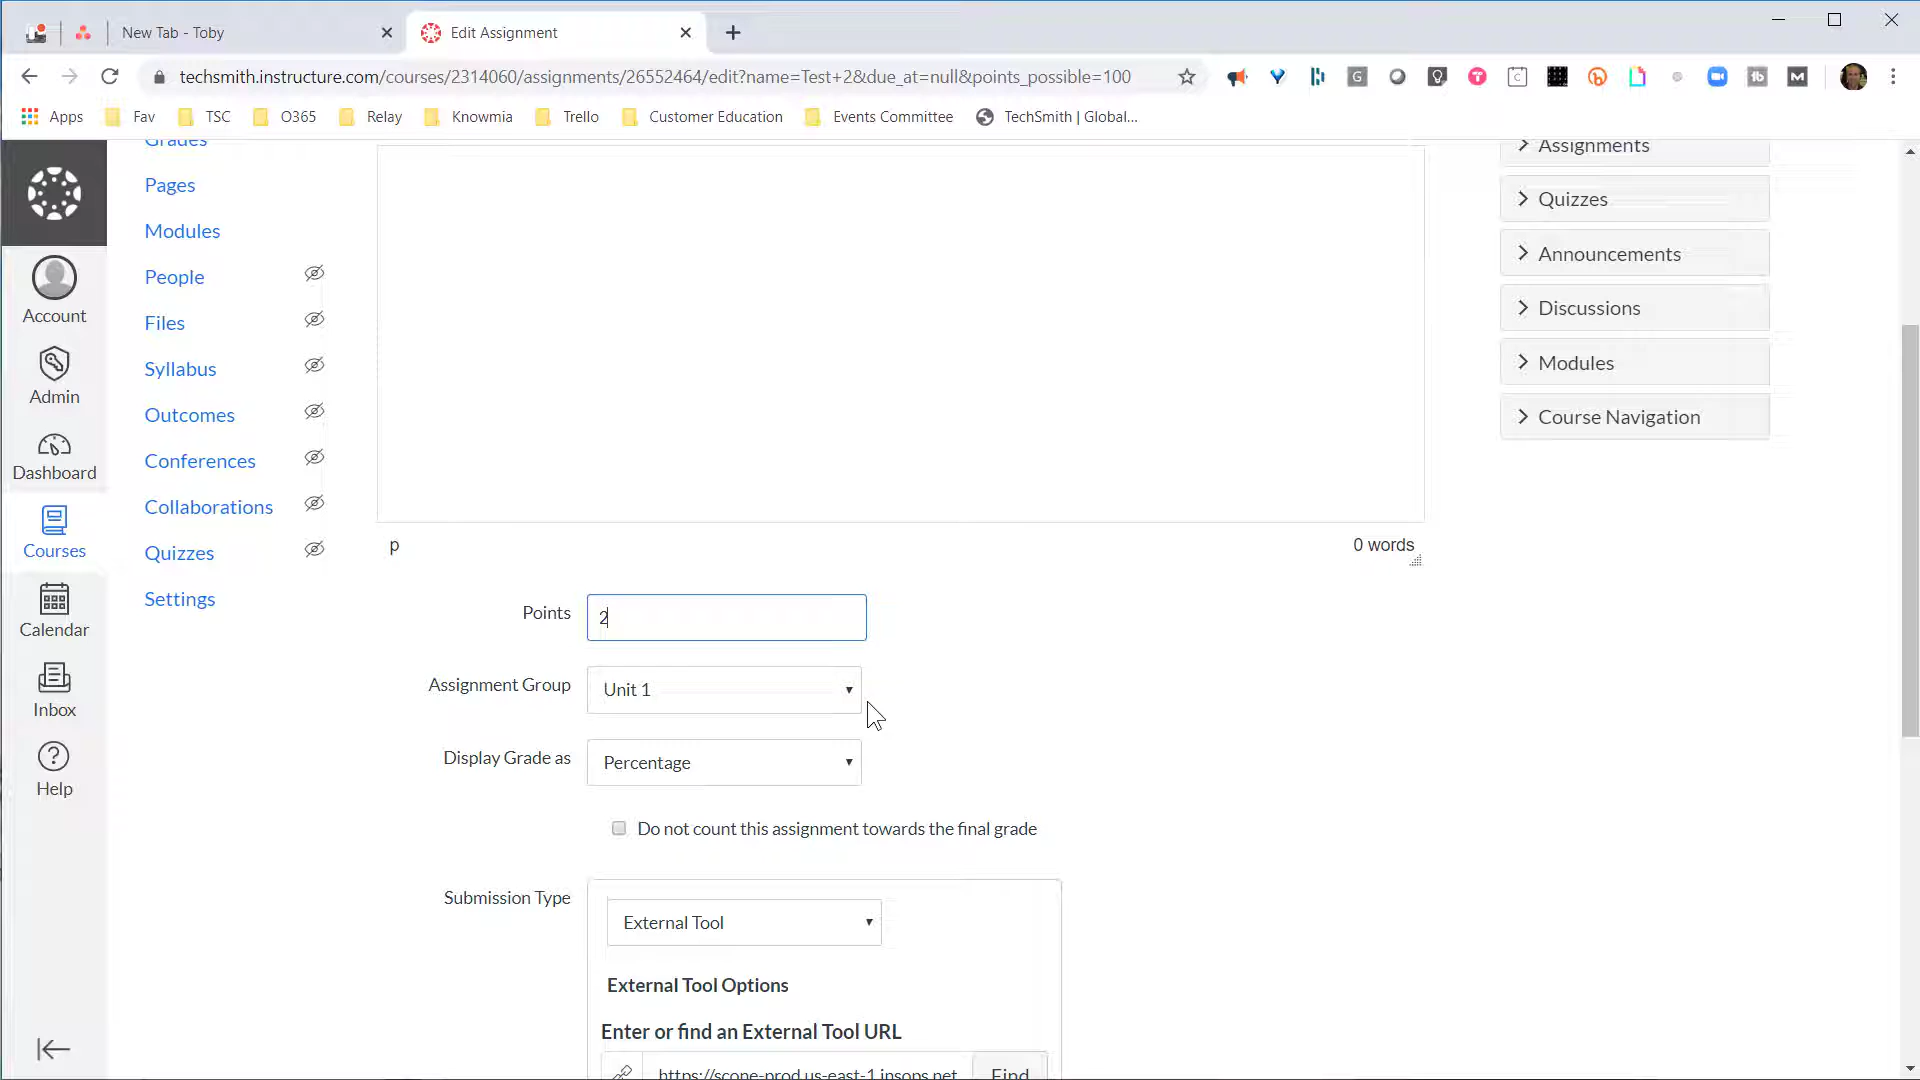 New Tab - Toby
Edit Assignment
techsmith.instructure.com/courses/2314060/assignments/26552464/edit?name=Test+2&due_at=null&points_possible=100
Apps
Fav
TSC
O365
Relay
Knowmia
Trello
Customer Education
Events Committee
TechSmith | Global...
Account
Admin
Dashboard
Courses
Calendar
Inbox
Help
Grades
Pages
Modules
People
Files
Syllabus
Outcomes
Conferences
Collaborations
Quizzes
Settings
p
0 words
Points
2
Assignment Group
Unit 1
Display Grade as
Percentage
Do not count this assignment towards the final grade
Submission Type
External Tool
External Tool Options
Enter or find an External Tool URL
https://scone-prod.us-east-1.insops.net
Find
Assignments
Quizzes
Announcements
Discussions
Modules
Course Navigation